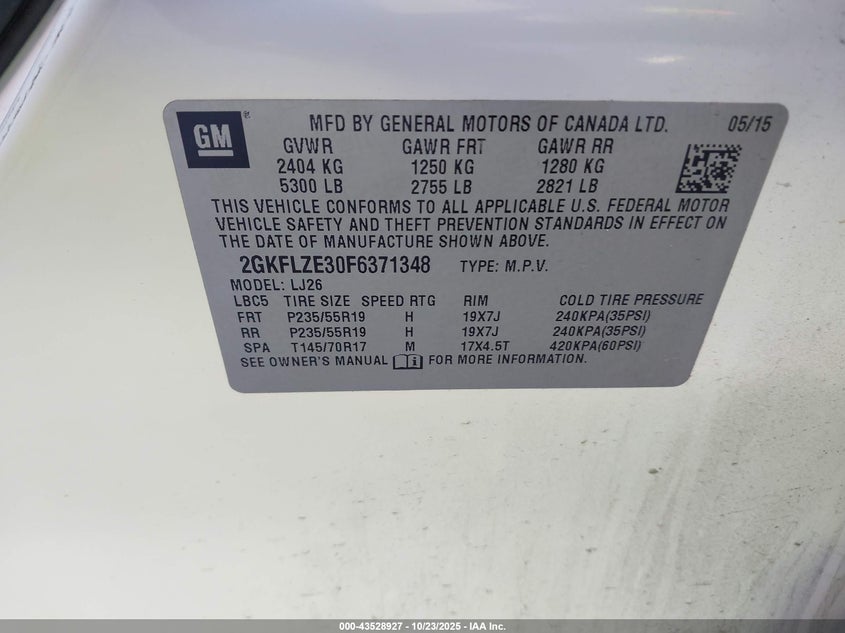 GM
MFD BY GENERAL MOTORS OF CANADA LTD. 05/15
GVWR GAWR FRT GAWR RR
2404 KG 1250 KG 1280 KG
5300 LB 2755 LB 2821 LB
THIS VEHICLE CONFORMS TO ALL APPLICABLE U.S. FEDERAL MOTOR
VEHICLE SAFETY AND THEFT PREVENTION STANDARDS IN EFFECT ON
THE DATE OF MANUFACTURE SHOWN ABOVE.
2GKFLZE30F6371348 TYPE: M.P.V.
MODEL: LJ26
LBC5 TIRE SIZE SPEED RTG RIM COLD TIRE PRESSURE
FRT P235/55R19 H 19X7J 240KPA(35PSI)
RR P235/55R19 H 19X7J 240KPA(35PSI)
SPA T145/70R17 M 17X4.5T 420KPA(60PSI)
SEE OWNER'S MANUAL i FOR MORE INFORMATION.
000-43528927 - 10/23/2025 - IAA Inc.